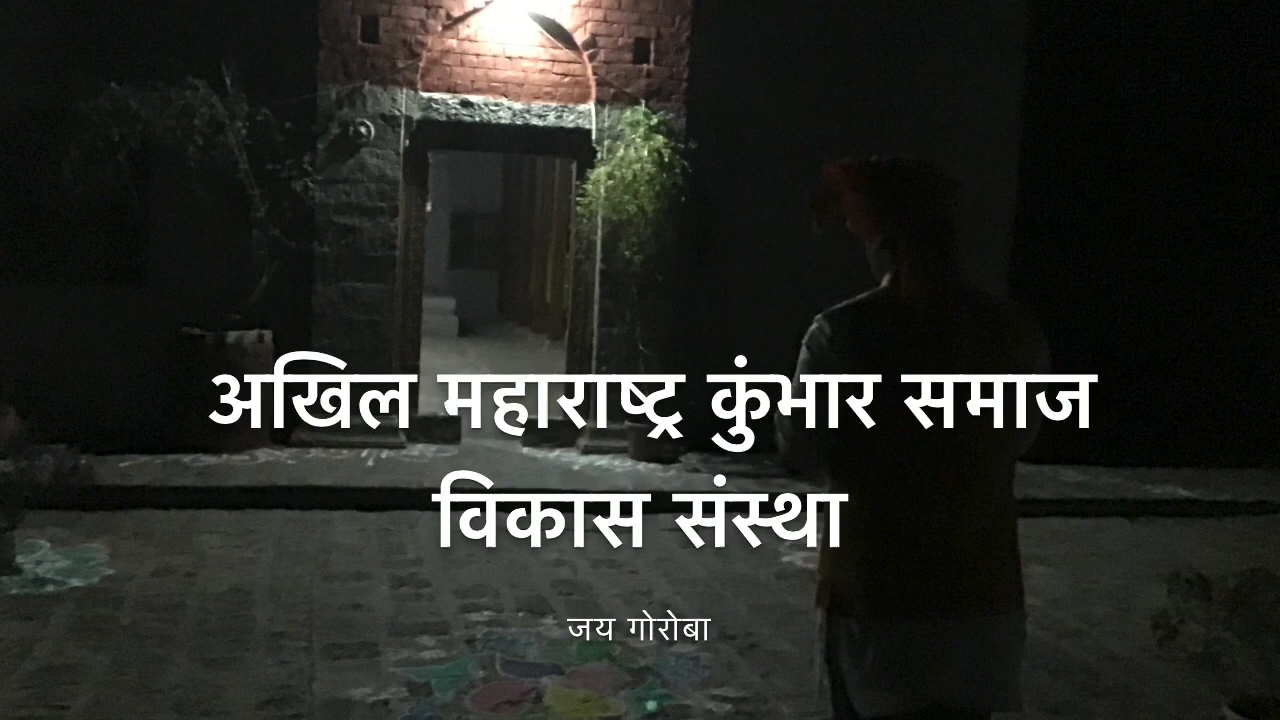 अखिल महाराष्ट्र कुंभार समाज
विकास संस्था
जय गोरोबा